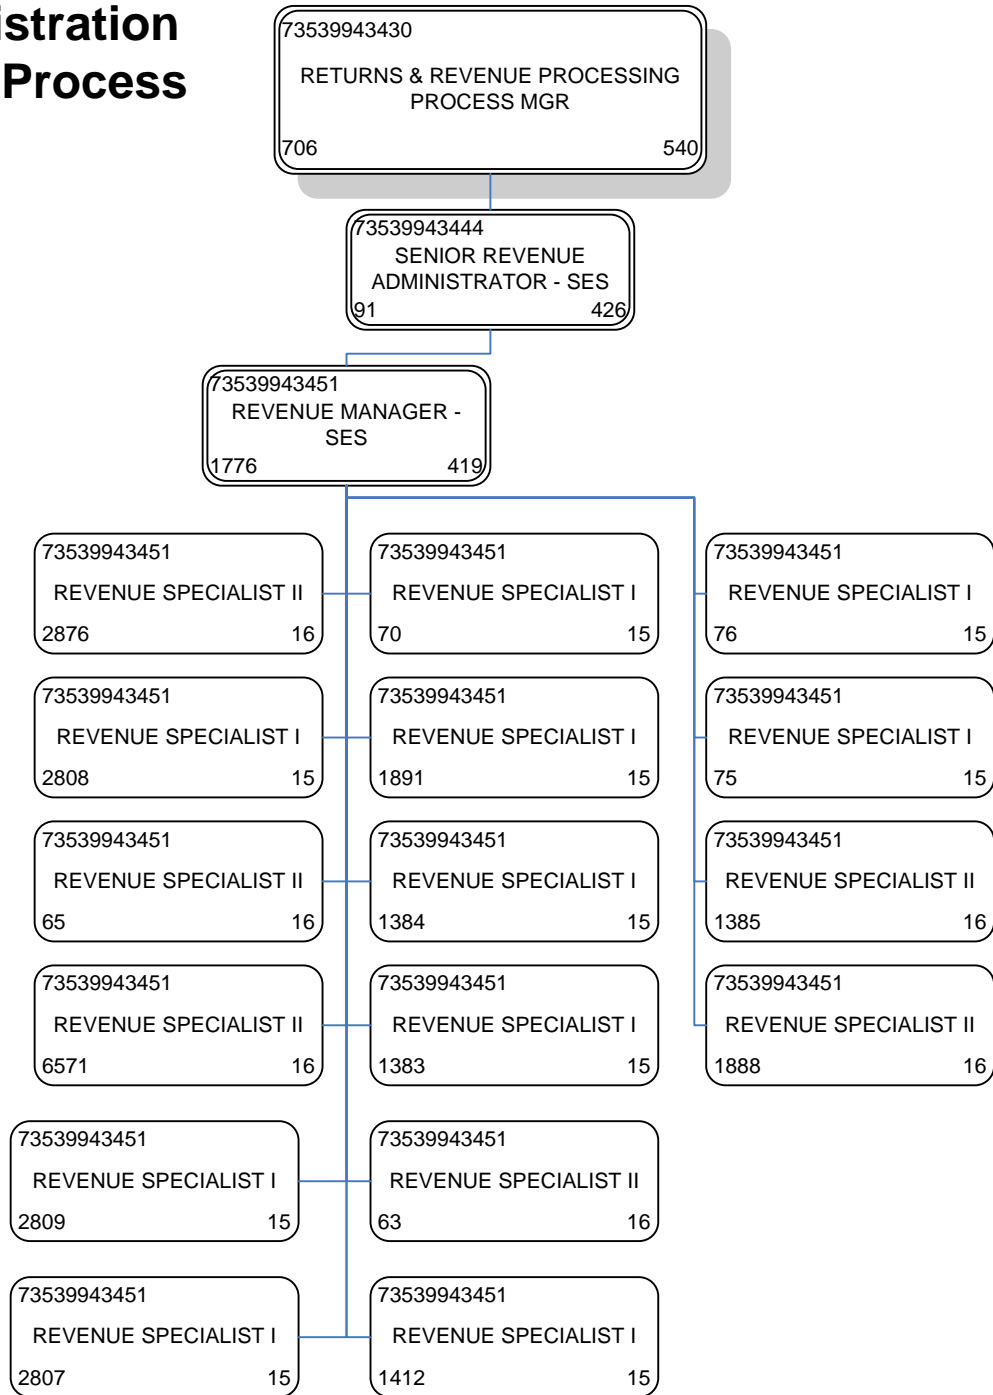 istration
Process
73539943430
RETURNS & REVENUE PROCESSING
PROCESS MGR
706 540
73539943444
SENIOR REVENUE
ADMINISTRATOR - SES
91 426
73539943451
REVENUE MANAGER -
SES
1776 419
73539943451
REVENUE SPECIALIST II
2876 16
73539943451
REVENUE SPECIALIST I
70 15
73539943451
REVENUE SPECIALIST I
76 15
73539943451
REVENUE SPECIALIST I
2808 15
73539943451
REVENUE SPECIALIST I
1891 15
73539943451
REVENUE SPECIALIST I
75 15
73539943451
REVENUE SPECIALIST II
65 16
73539943451
REVENUE SPECIALIST I
1384 15
73539943451
REVENUE SPECIALIST II
1385 16
73539943451
REVENUE SPECIALIST II
6571 16
73539943451
REVENUE SPECIALIST I
1383 15
73539943451
REVENUE SPECIALIST II
1888 16
73539943451
REVENUE SPECIALIST I
2809 15
73539943451
REVENUE SPECIALIST II
63 16
73539943451
REVENUE SPECIALIST I
2807 15
73539943451
REVENUE SPECIALIST I
1412 15